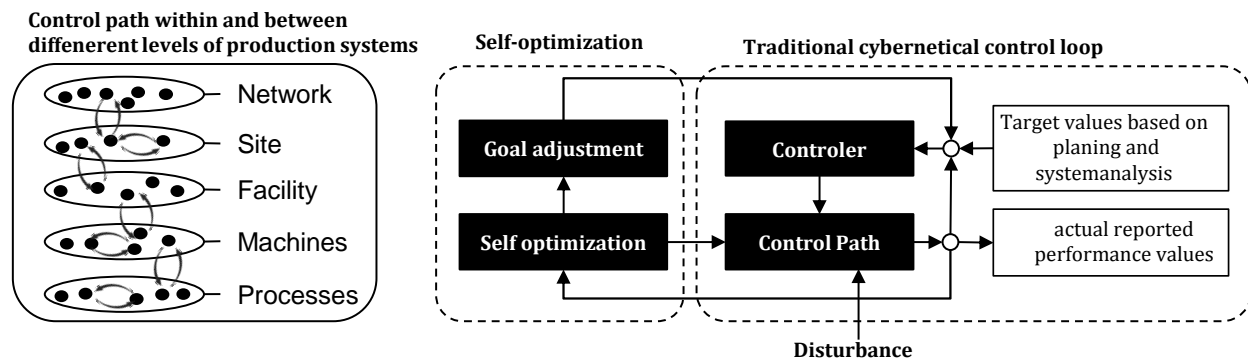 Control path within and between
diffenerent levels of production systems
Network
Site
Facility
Machines
Processes
Self-optimization
Traditional cybernetical control loop
Goal adjustment
Controler
Target values based on
planing and
systemanalysis
Self optimization
Control Path
actual reported
performance values
Disturbance